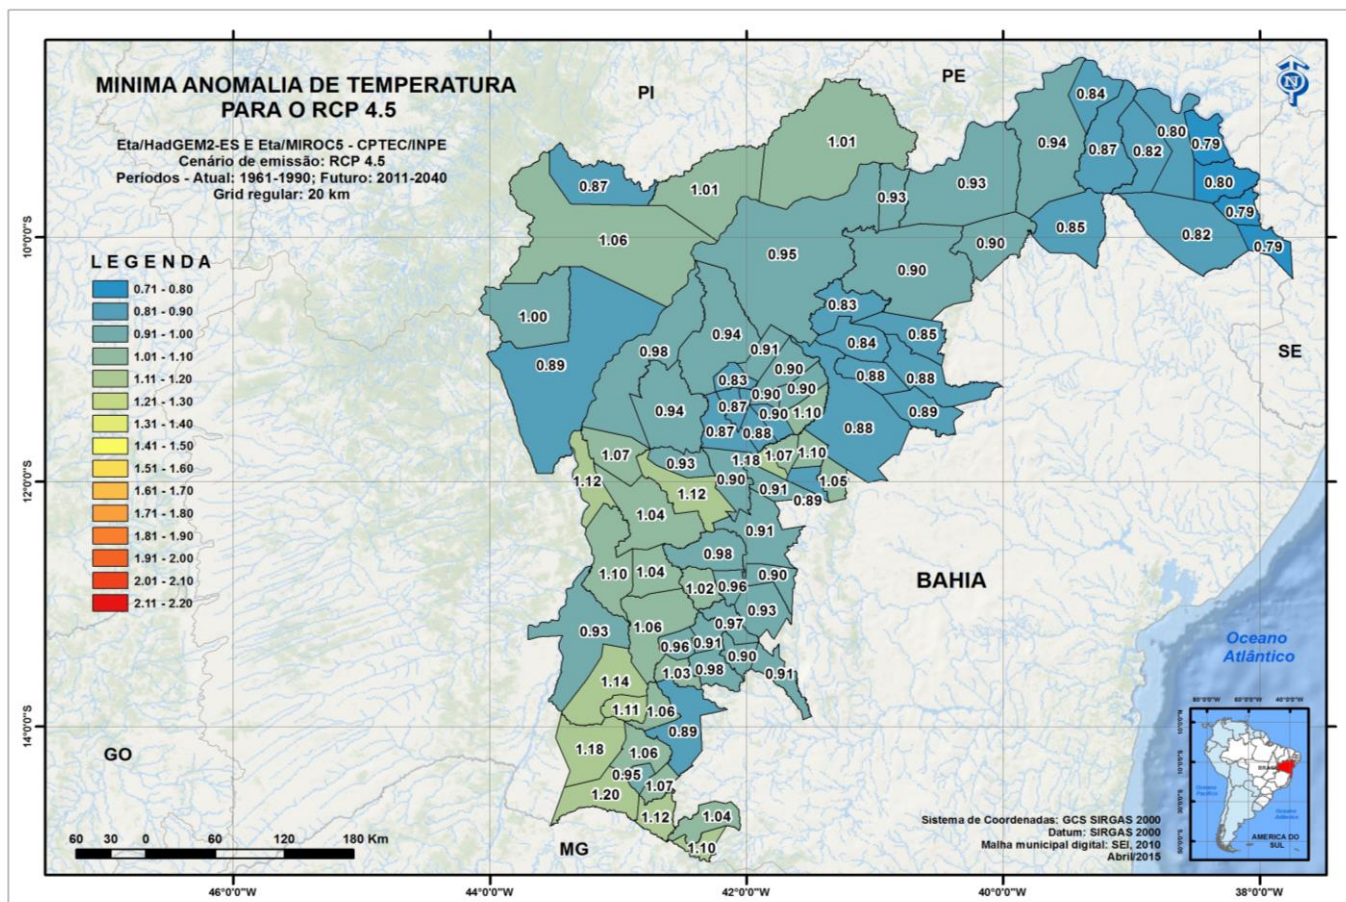 MINIMA ANOMALIA DE TEMPERATURA
PARA O RCP 4.5
Eta/HadGEM2-ES E Eta/MIROC5 - CPTEC/INPE
Cenário de emissão: RCP 4.5
Períodos - Atual: 1961-1990; Futuro: 2011-2040
Grid regular: 20 km
PI
PE
N
0.84
0.80
0.79
1.01
0.94
0.87
0.82
0.87
1.01
0.93
0.93
0.80
0.79
1.06
0.95
0.90
0.85
0.82
0.79
0.90
10°0'0"S
LEGENDA
0.71 - 0.80
0.81 - 0.90
0.91 - 1.00
1.01 - 1.10
1.11 - 1.20
1.21 - 1.30
1.31 - 1.40
1.41 - 1.50
1.51 - 1.60
1.61 - 1.70
1.71 - 1.80
1.81 - 1.90
1.91 - 2.00
2.01 - 2.10
2.11 - 2.20
1.00
0.83
0.94
0.85
0.84
0.98
0.91
SE
0.89
0.90
0.88
0.88
0.83
0.90
0.90
0.94
0.87
0.90
1.10
0.89
0.87
0.88
0.88
1.07
0.93
1.18
1.07
1.10
12°0'0"S
1.12
1.12
0.90
0.91
1.05
0.89
1.04
0.91
0.98
1.10
1.04
1.02
0.96
0.90
BAHIA
0.93
0.93
1.06
0.97
0.96
0.91
0.90
1.03
0.98
0.91
1.14
Oceano
Atlântico
1.11
1.06
0.89
14°0'0"S
GO
1.18
1.06
0.95
1.07
1.20
1.12
1.04
1.10
MG
60 30 0 60 120 180 Km
Sistema de Coordenadas: GCS SIRGAS 2000
Datum: SIRGAS 2000
Malha municipal digital: SEI, 2010
Abril/2015
80°0'0"W 60°0'0"W 40°0'0"W
BRASIL
Oceano
Pacífico
Oceano
Atlântico
AMERICA DO
SUL
46°0'0"W 44°0'0"W 42°0'0"W 40°0'0"W 38°0'0"W